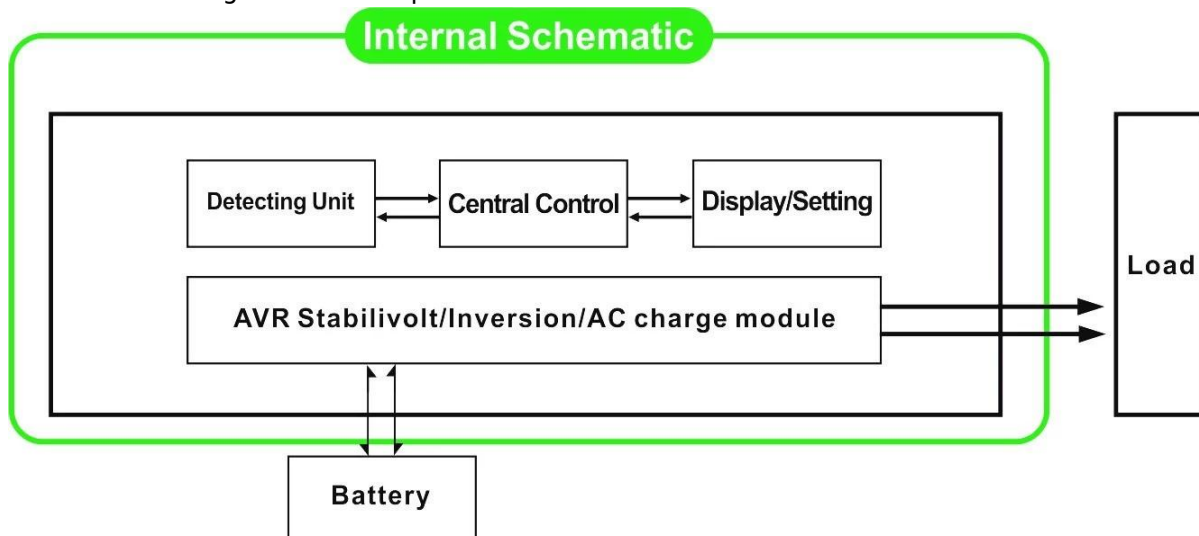 Internal Schematic
Detecting Unit
Central Control
Display/Setting
Load
AVR Stabilivolt/Inversion/AC charge module
Battery